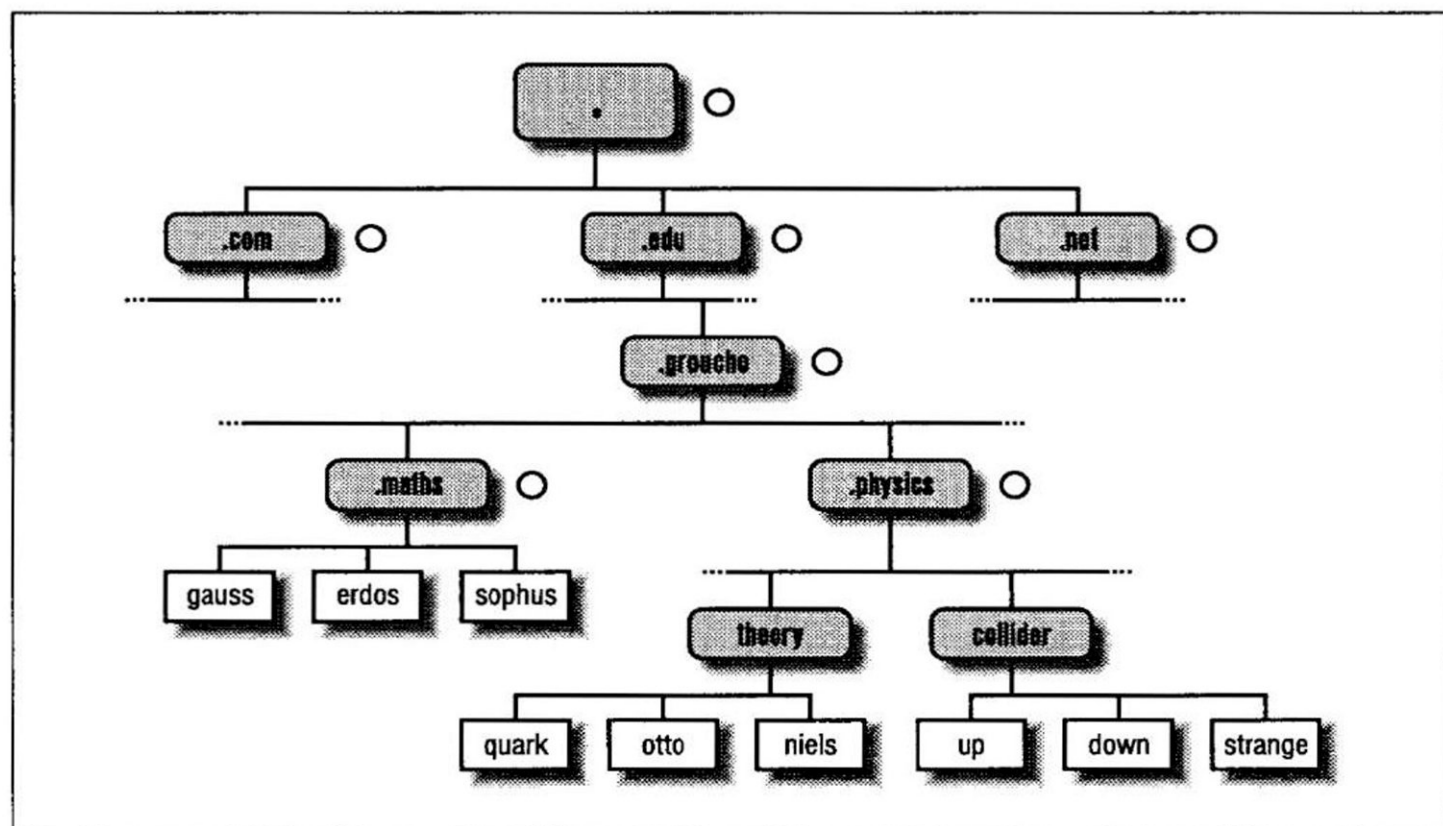 .
.com .edu .net
.groucho
.maths .physics
gauss erdos sophus
theory collider
quark otto niels up down strange